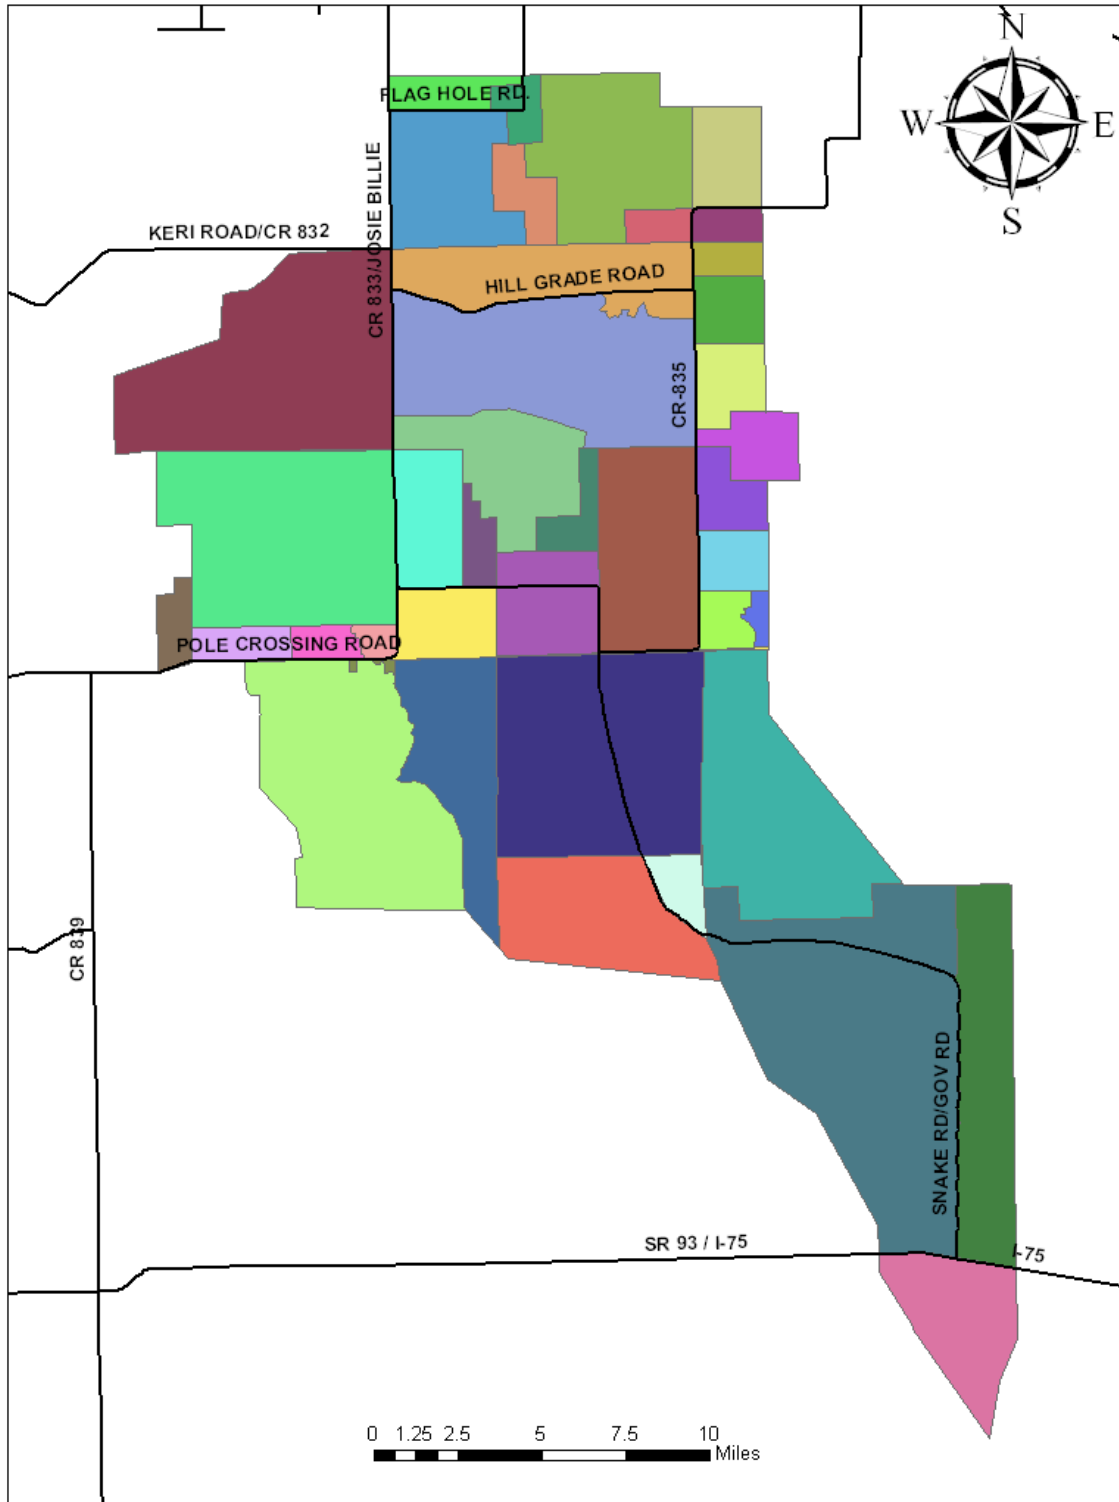 N
W E
S
FLAG HOLE RD.
CR 833/JOSIE BILLIE
KERI ROAD/CR 832
HILL GRADE ROAD
CR-835
POLE CROSSING ROAD
CR 839
SNAKE RD/GOV RD
SR 93 / I-75
I-75
0 1.25 2.5 5 7.5 10
Miles